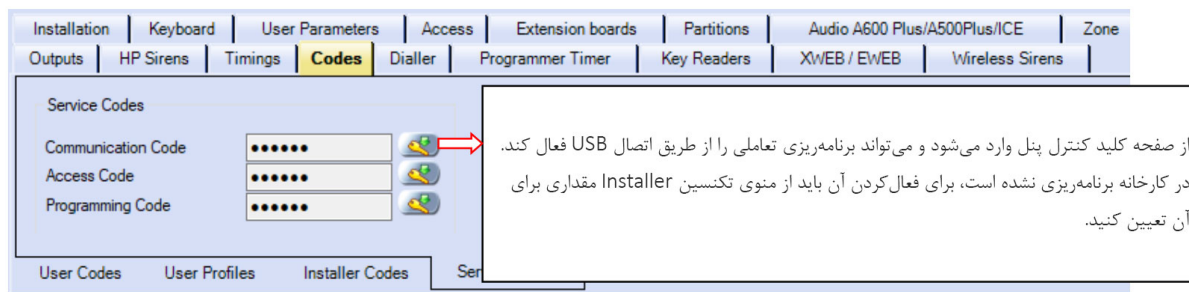 Installation Keyboard User Parameters Access Extension boards Partitions Audio A600 Plus/A500Plus/ICE Zone
Outputs HP Sirens Timings Codes Dialler Programmer Timer Key Readers XWEB / EWEB Wireless Sirens
Service Codes
Communication Code ●●●●●●
Access Code ●●●●●●
Programming Code ●●●●●●
از صفحه کلید کنترل پنل وارد می‌شود و می‌تواند برنامه‌ریزی تعاملی را از طریق اتصال USB فعال کند.
در کارخانه برنامه‌ریزی نشده است، برای فعال‌کردن آن باید از منوی تکنسین Installer مقداری برای
آن تعیین کنید.
User Codes User Profiles Installer Codes Ser